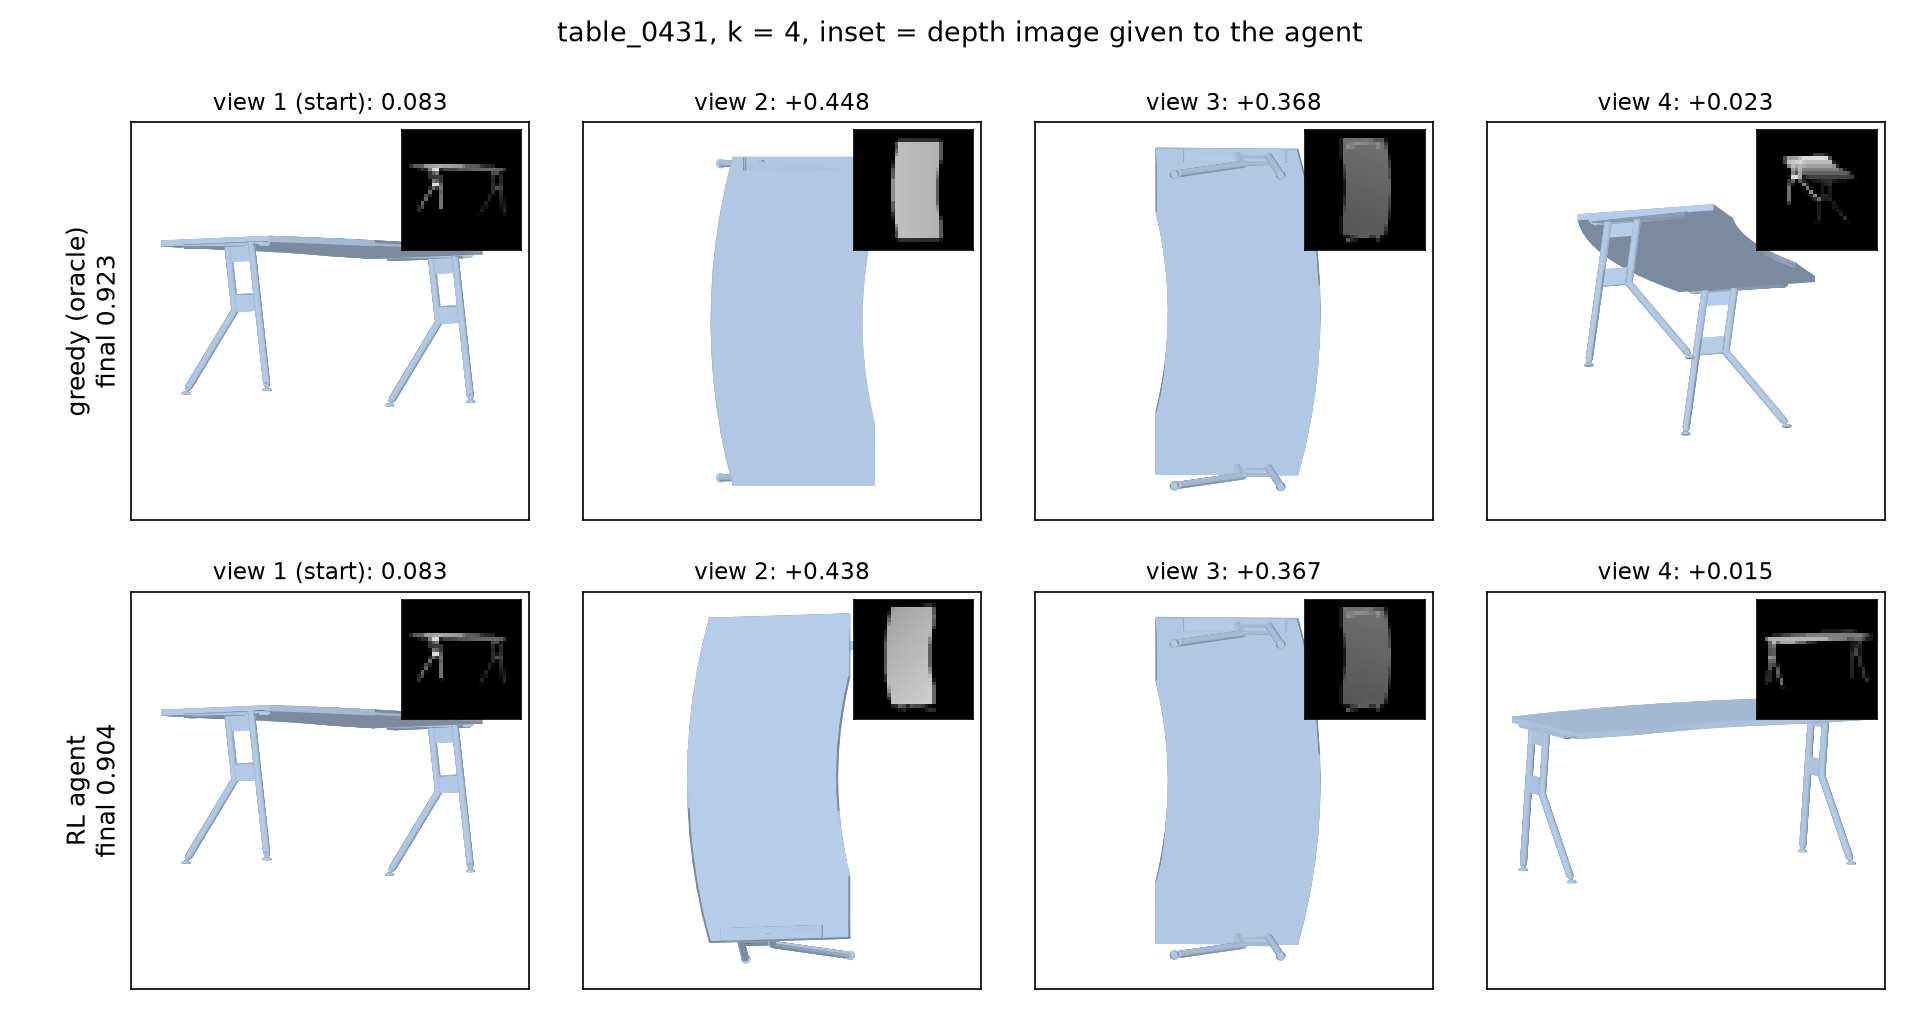 table_0431, k = 4, inset = depth image given to the agent
view 1 (start): 0.083
view 2: +0.448
view 3: +0.368
view 4: +0.023
greedy (oracle)
final 0.923
view 1 (start): 0.083
view 2: +0.438
view 3: +0.367
view 4: +0.015
RL agent
final 0.904